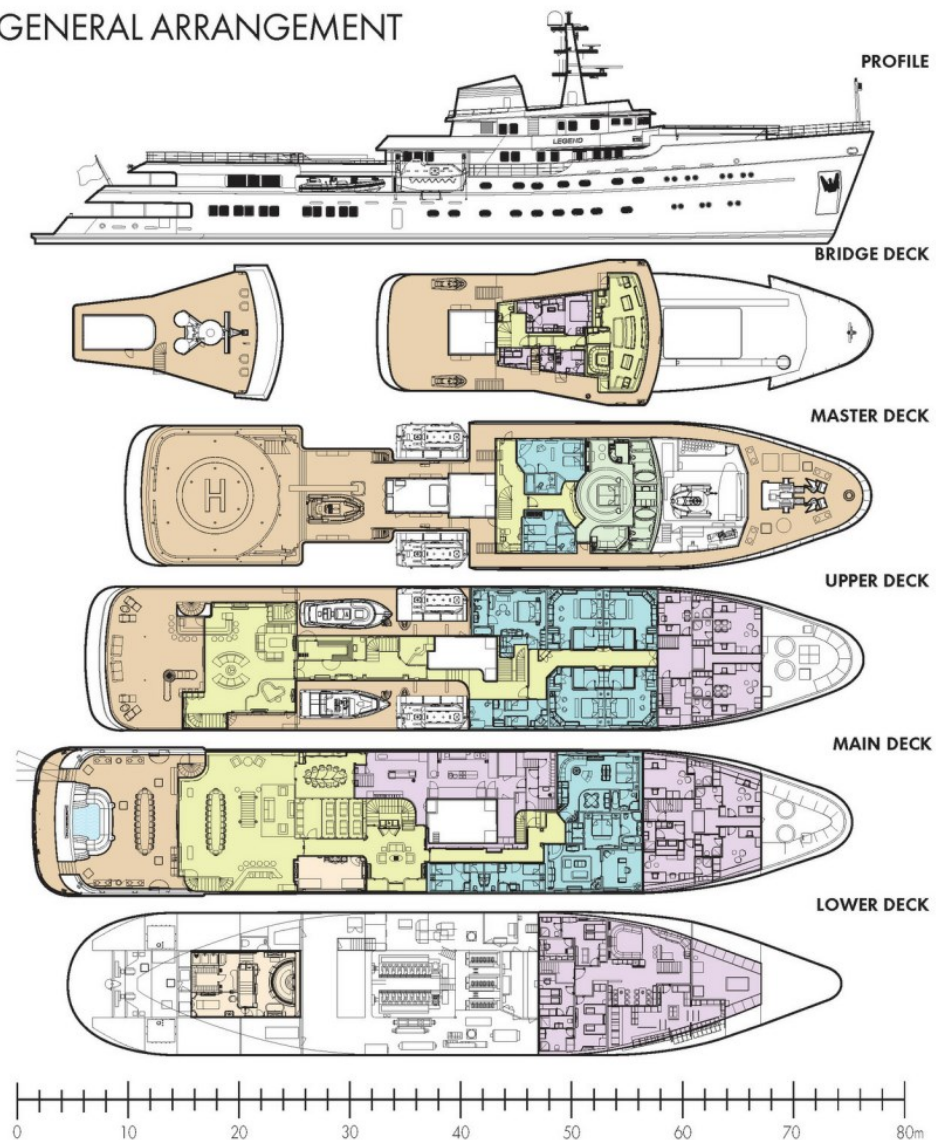 GENERAL ARRANGEMENT
PROFILE
LEGEND
BRIDGE DECK
MASTER DECK
H
UPPER DECK
MAIN DECK
LOWER DECK
0 10 20 30 40 50 60 70 80m